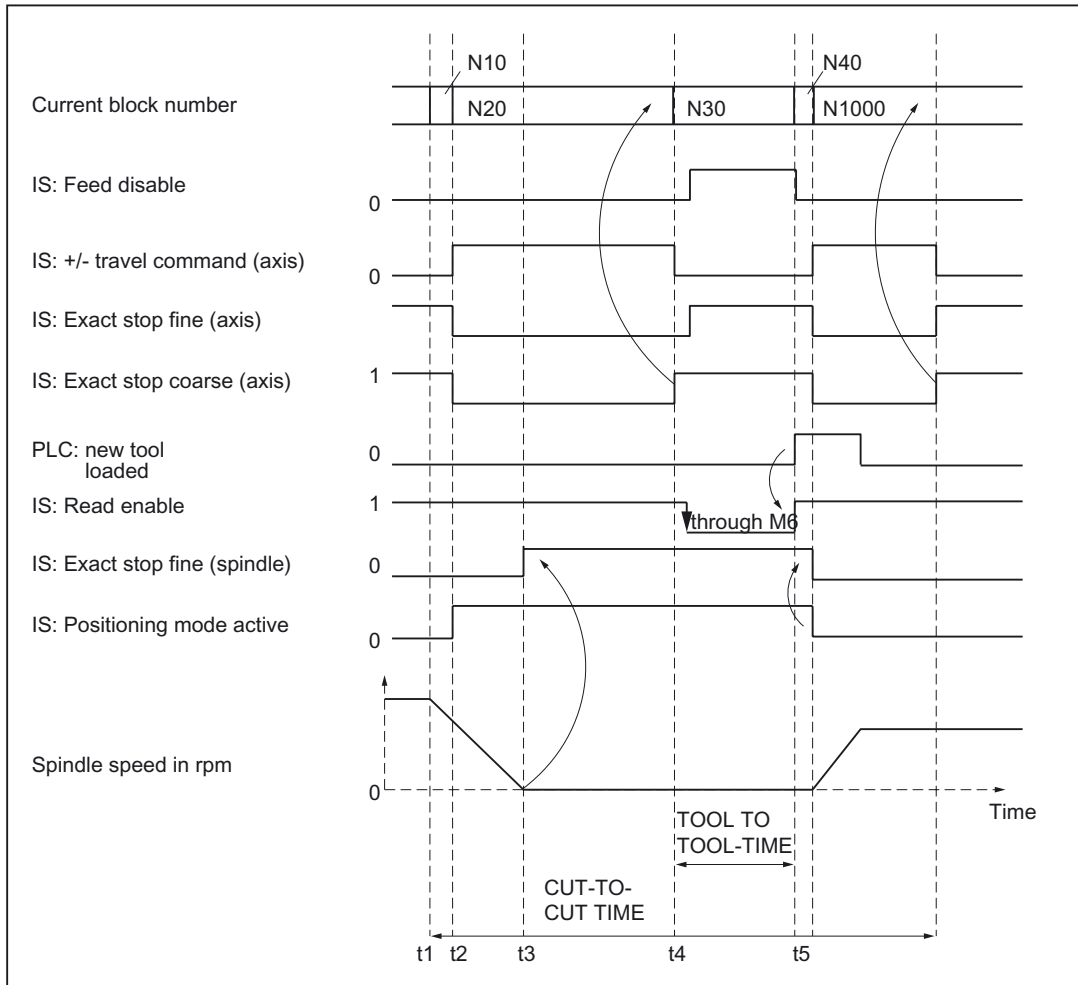 N10
N40
Current block number
N20
N30
N1000
IS: Feed disable
0
IS: +/- travel command (axis)
0
IS: Exact stop fine (axis)
IS: Exact stop coarse (axis)
1
PLC: new tool
loaded
0
IS: Read enable
1
through M6
IS: Exact stop fine (spindle)
0
IS: Positioning mode active
0
Spindle speed in rpm
0
Time
TOOL TO
TOOL-TIME
CUT-TO-
CUT TIME
t1 t2 t3 t4 t5